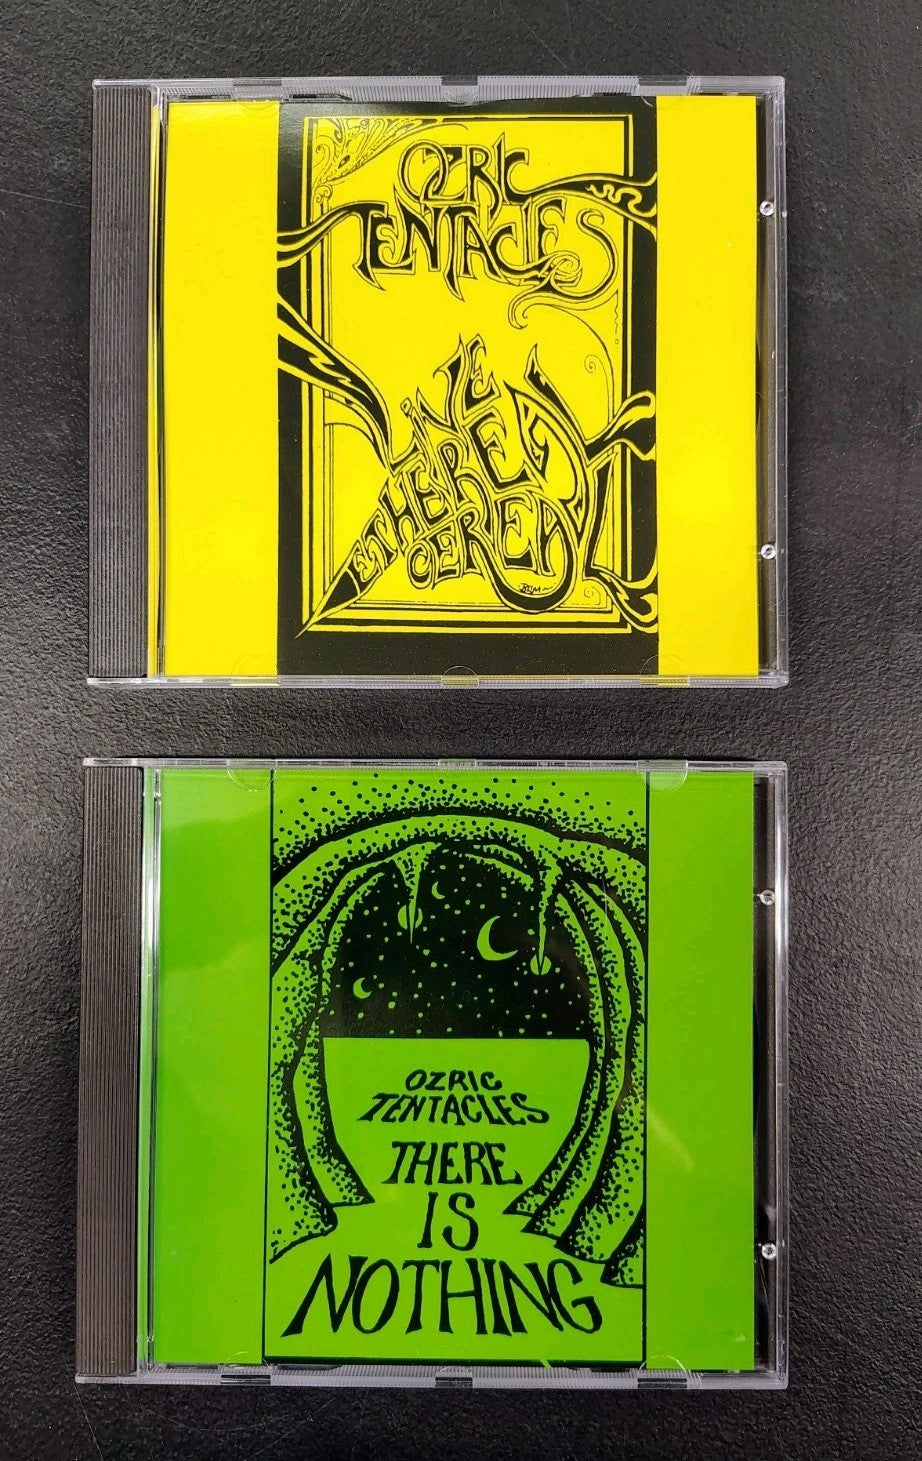 OZRIC
TENTACLES
LIVE
ETHEREAL
CEREAL
OZRIC
TENTACLES
THERE
IS
NOTHING